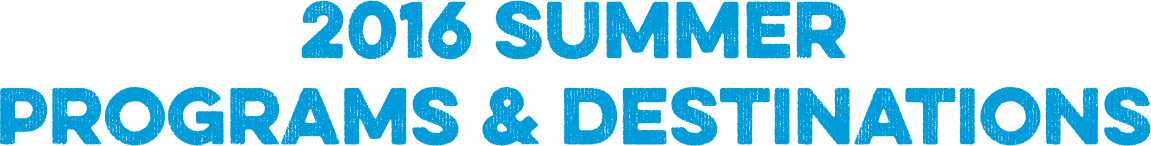 2016 SUMMER
PROGRAMS & DESTINATIONS